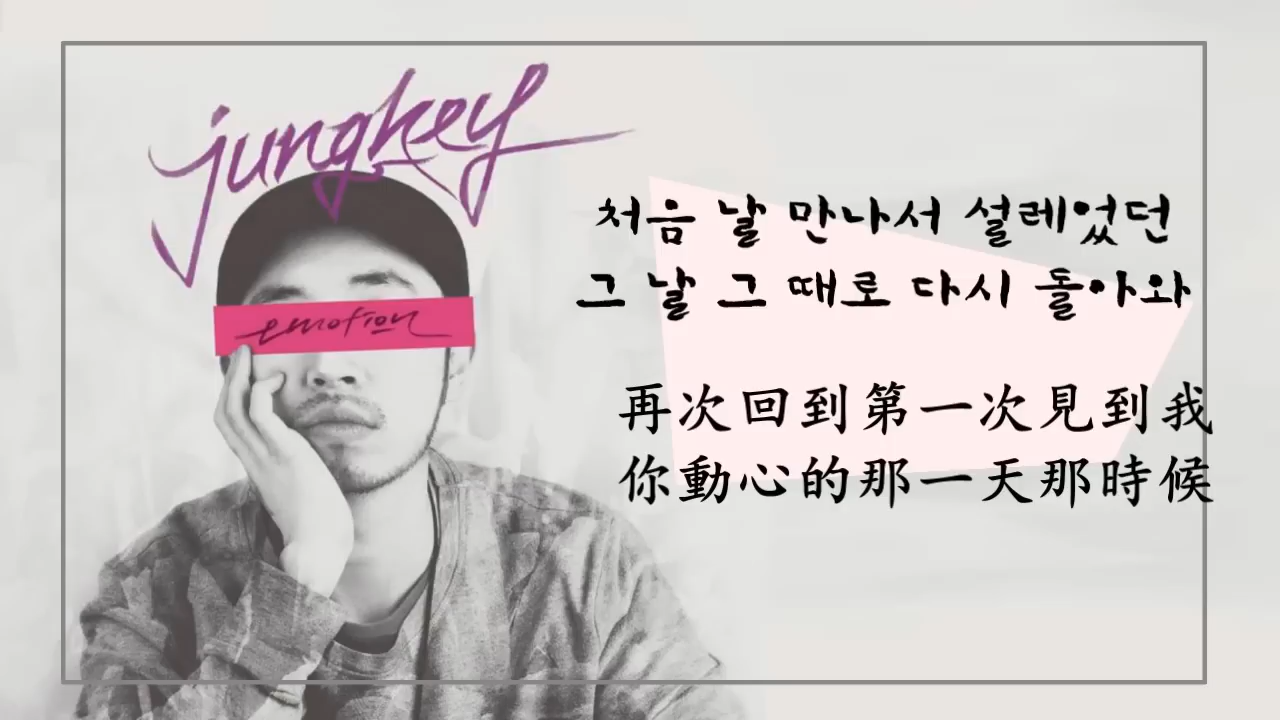 jungkey
emotion
처음 날 만나서 설레었던
그 날 그 때로 다시 돌아와
再次回到第一次見到我
你動心的那一天那時候